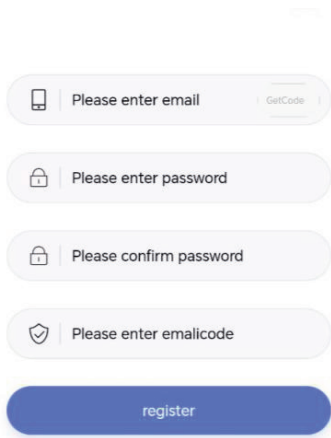 Please enter email GetCode
Please enter password
Please confirm password
Please enter emalicode
register